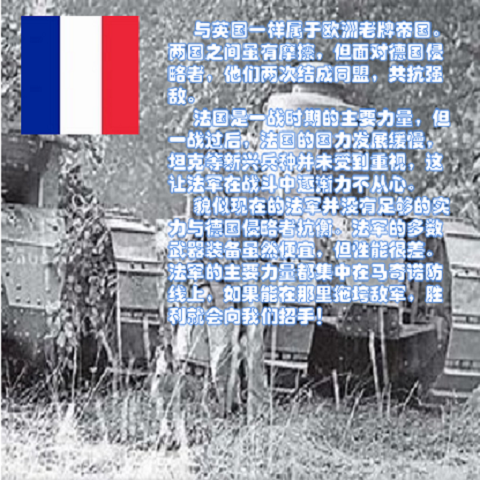 与英国一样属于欧洲老牌帝国。
两国之间虽有摩擦，但面对德国侵
略者，他们两次结成同盟，共抗强
敌。
法国是一战时期的主要力量，但
一战过后，法国的国力发展缓慢，
坦克等新兴兵种并未受到重视，这
让法军在战斗中逐渐力不从心。
貌似现在的法军并没有足够的实
力与德国侵略者抗衡。法军的多数
武器装备虽然便宜，但性能很差。
法军的主要力量都集中在马奇诺防
线上，如果能在那里拖垮敌军，胜
利就会向我们招手！